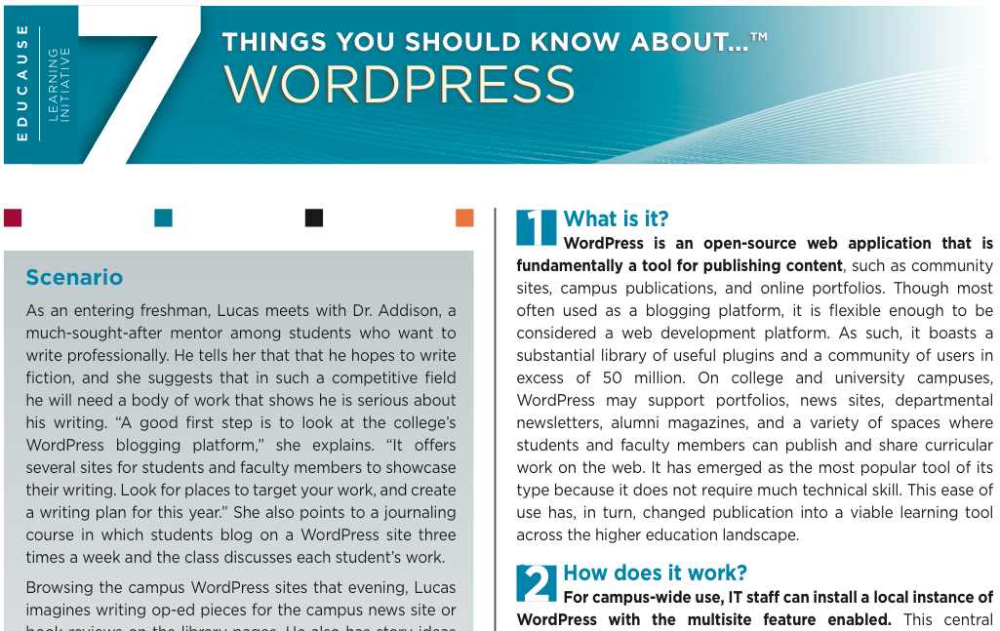 EDUCAUSE
LEARNING
INITIATIVE
7
THINGS YOU SHOULD KNOW ABOUT...™
WORDPRESS
Scenario
As an entering freshman, Lucas meets with Dr. Addison, a
much-sought-after mentor among students who want to
write professionally. He tells her that that he hopes to write
fiction, and she suggests that in such a competitive field
he will need a body of work that shows he is serious about
his writing. “A good first step is to look at the college’s
WordPress blogging platform,” she explains. “It offers
several sites for students and faculty members to showcase
their writing. Look for places to target your work, and create
a writing plan for this year.” She also points to a journaling
course in which students blog on a WordPress site three
times a week and the class discusses each student’s work.
Browsing the campus WordPress sites that evening, Lucas
imagines writing op-ed pieces for the campus news site or
book reviews on the library pages. He also has story ideas
1 What is it?
WordPress is an open-source web application that is
fundamentally a tool for publishing content, such as community
sites, campus publications, and online portfolios. Though most
often used as a blogging platform, it is flexible enough to be
considered a web development platform. As such, it boasts a
substantial library of useful plugins and a community of users in
excess of 50 million. On college and university campuses,
WordPress may support portfolios, news sites, departmental
newsletters, alumni magazines, and a variety of spaces where
students and faculty members can publish and share curricular
work on the web. It has emerged as the most popular tool of its
type because it does not require much technical skill. This ease of
use has, in turn, changed publication into a viable learning tool
across the higher education landscape.
2 How does it work?
For campus-wide use, IT staff can install a local instance of
WordPress with the multisite feature enabled. This central